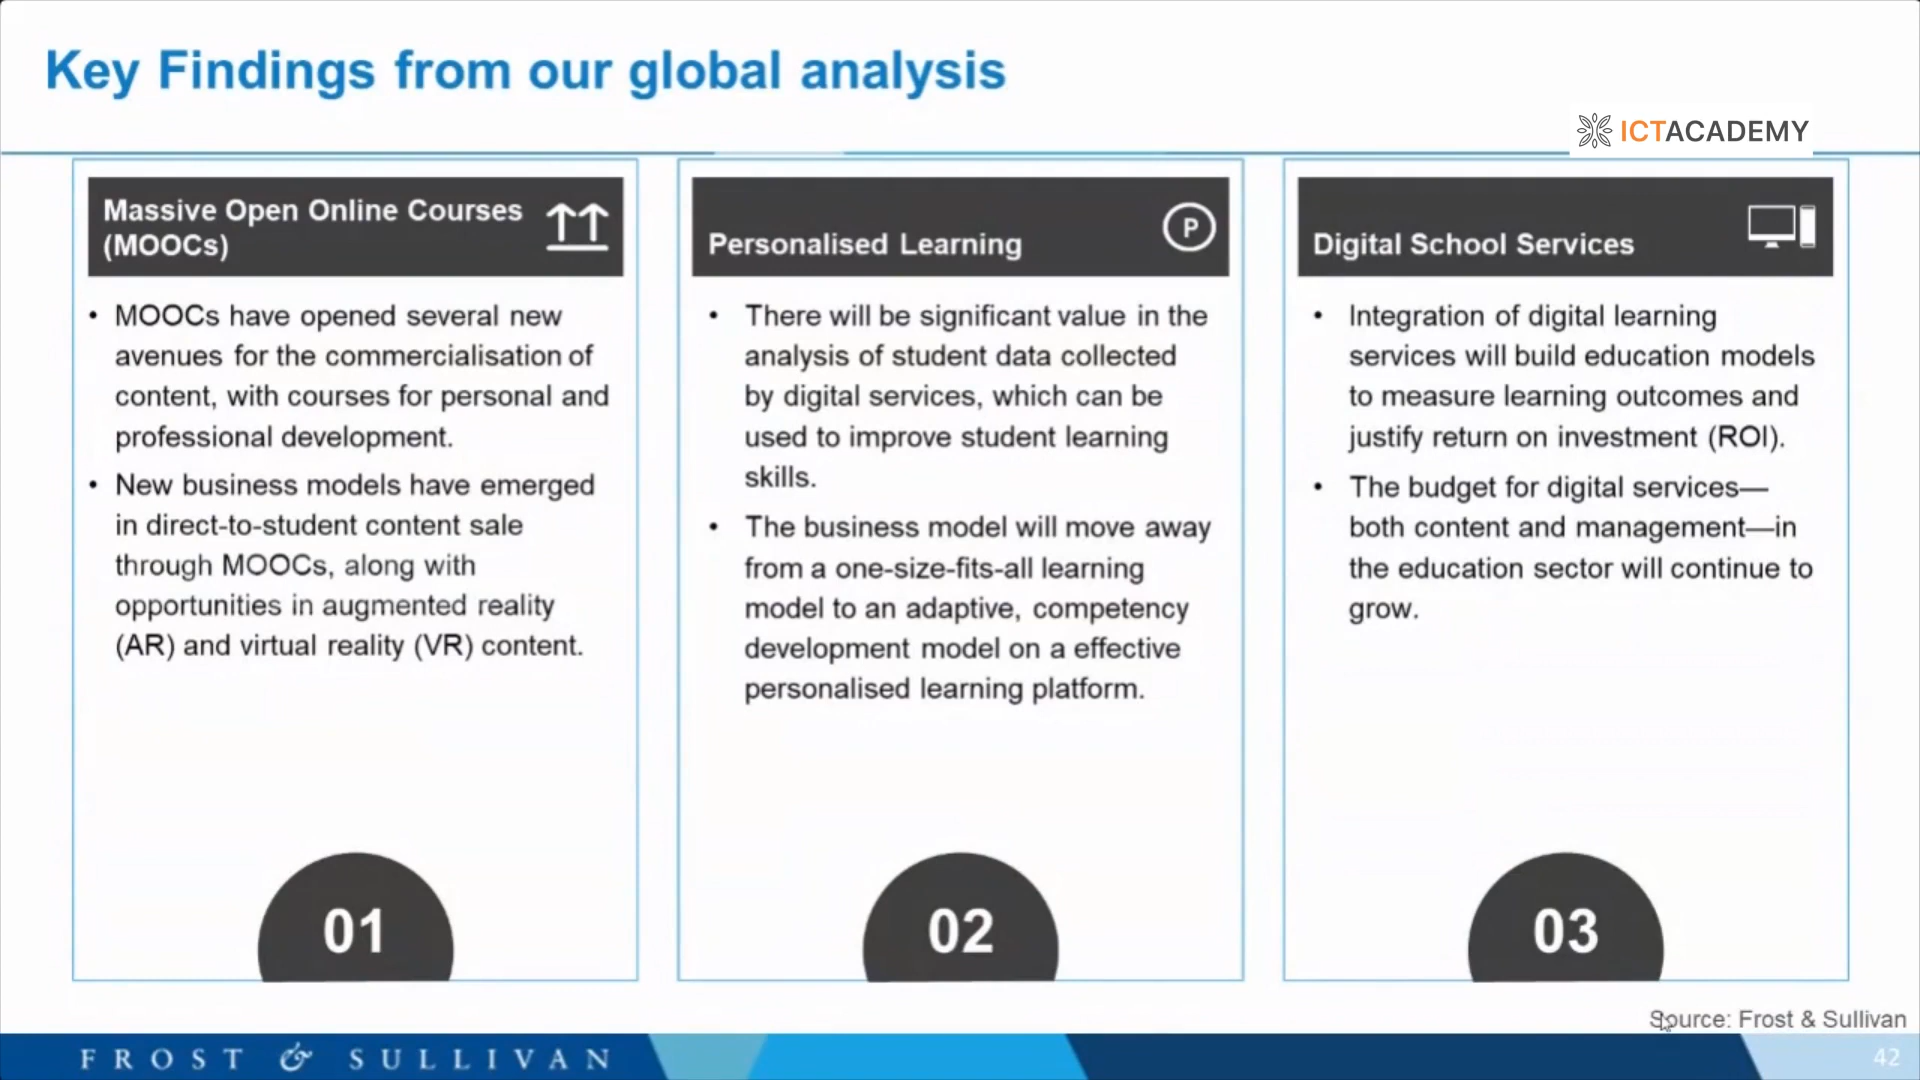 Key Findings from our global analysis
ICTACADEMY
Massive Open Online Courses
(MOOCs)
• MOOCs have opened several new
avenues for the commercialisation of
content, with courses for personal and
professional development.
• New business models have emerged
in direct-to-student content sale
through MOOCs, along with
opportunities in augmented reality
(AR) and virtual reality (VR) content.
01
Personalised Learning
P
• There will be significant value in the
analysis of student data collected
by digital services, which can be
used to improve student learning
skills.
• The business model will move away
from a one-size-fits-all learning
model to an adaptive, competency
development model on a effective
personalised learning platform.
02
Digital School Services
• Integration of digital learning
services will build education models
to measure learning outcomes and
justify return on investment (ROI).
• The budget for digital services—
both content and management—in
the education sector will continue to
grow.
03
Source: Frost & Sullivan
FROST & SULLIVAN
42